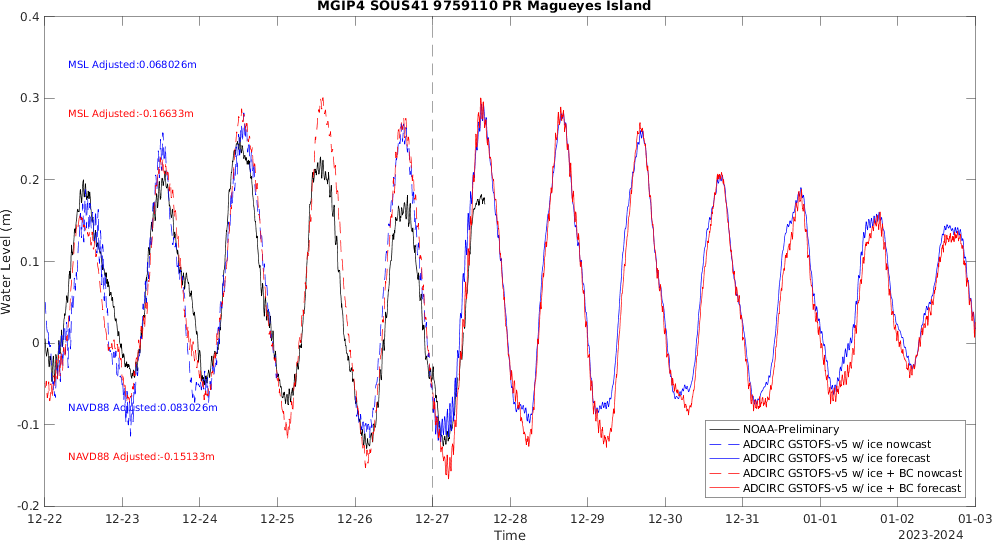 MGIP4 SOUS41 9759110 PR Magueyes Island
0.4
0.3
0.2
0.1
0
-0.1
-0.2
Water Level (m)
MSL Adjusted:0.068026m
MSL Adjusted:-0.16633m
NAVD88 Adjusted:0.083026m
NAVD88 Adjusted:-0.15133m
NOAA-Preliminary
ADCIRC GSTOFS-v5 w/ ice nowcast
ADCIRC GSTOFS-v5 w/ ice forecast
ADCIRC GSTOFS-v5 w/ ice + BC nowcast
ADCIRC GSTOFS-v5 w/ ice + BC forecast
12-22 12-23 12-24 12-25 12-26 12-27 12-28 12-29 12-30 12-31 01-01 01-02 01-03
Time
2023-2024